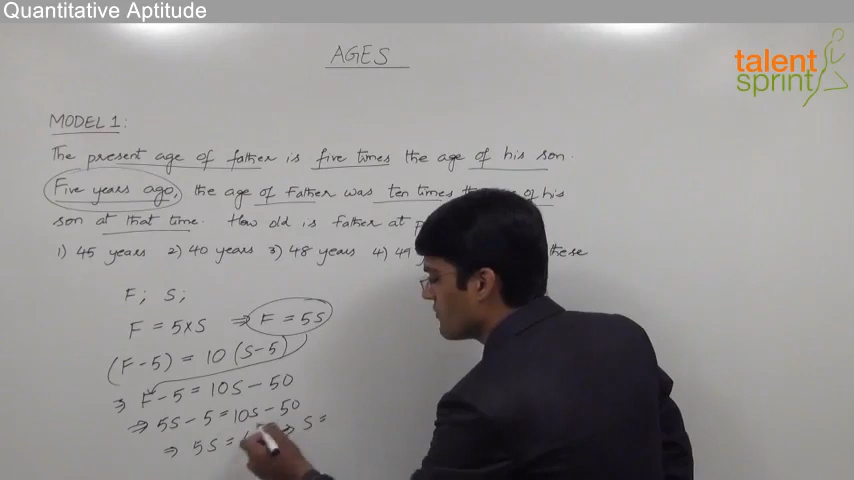 Quantitative Aptitude
talent
sprint
AGES
MODEL 1:
The present age of father is five times the age of his son.
Five years ago, the age of Father was ten times of his
son at that time. How old is father at
1) 45 years 2) 40 years 3) 48 years 4) these
F; S;
F = 5×S ⇒ F = 5S
(F-5) = 10 (S-5)
⇒ F-5 = 10S-50
⇒ 5S-5 = 10S-50
⇒ 5S = ⇒ S =